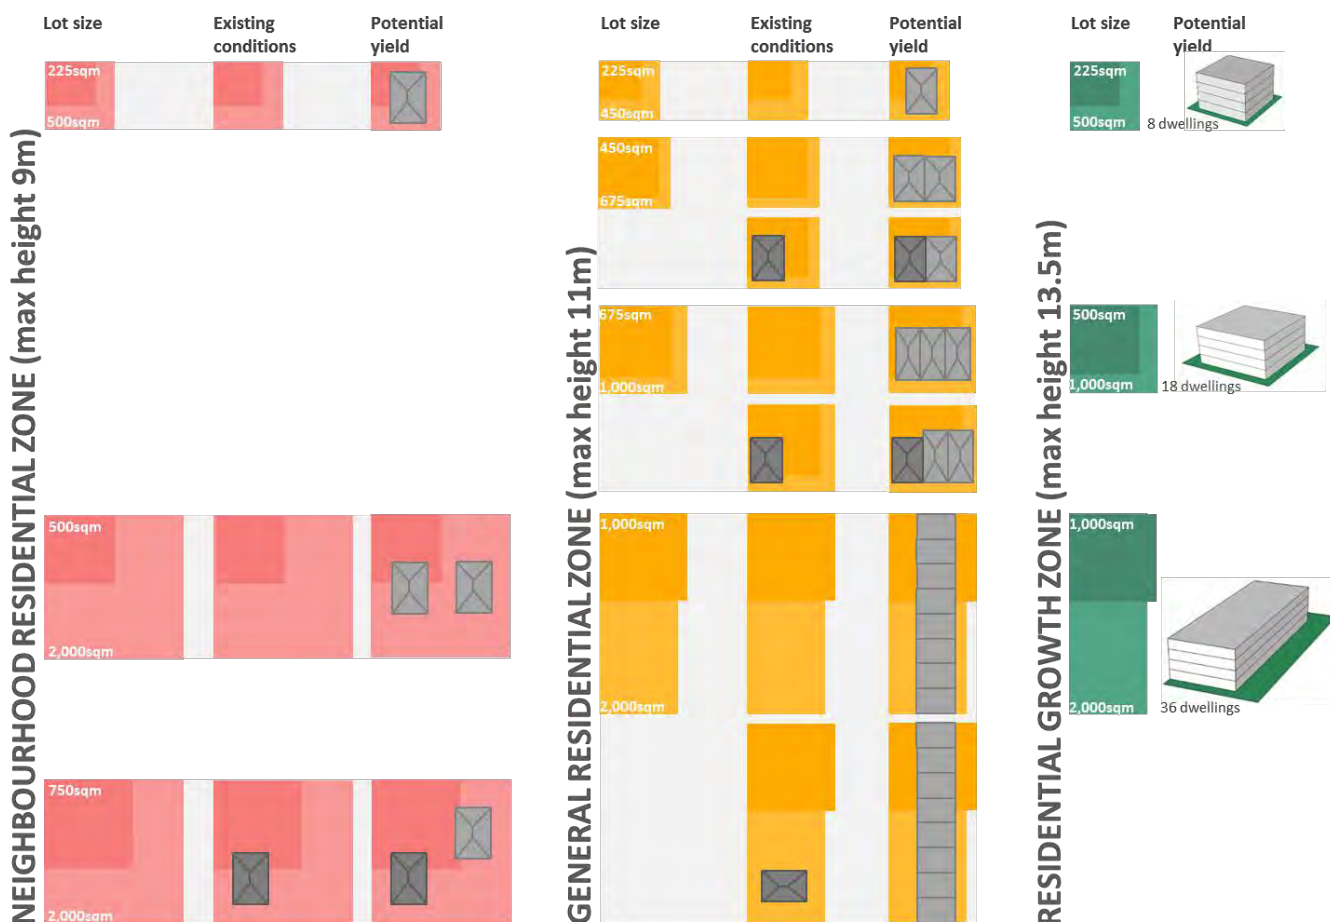 NEIGHBOURHOOD RESIDENTIAL ZONE (max height 9m)
Lot size
Existing
conditions
Potential
yield
225sqm
500sqm
500sqm
2,000sqm
750sqm
2,000sqm
GENERAL RESIDENTIAL ZONE (max height 11m)
Lot size
Existing
conditions
Potential
yield
225sqm
450sqm
450sqm
675sqm
675sqm
1,000sqm
1,000sqm
2,000sqm
RESIDENTIAL GROWTH ZONE (max height 13.5m)
Lot size
Potential
yield
225sqm
500sqm
8 dwellings
500sqm
1,000sqm
18 dwellings
1,000sqm
2,000sqm
36 dwellings